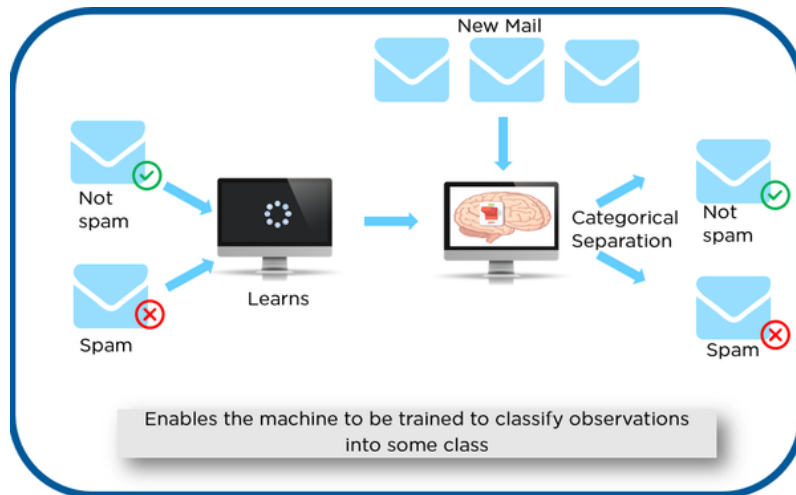 New Mail
Not
spam
Learns
Spam
Categorical
Separation
Not
spam
Spam
Enables the machine to be trained to classify observations
into some class